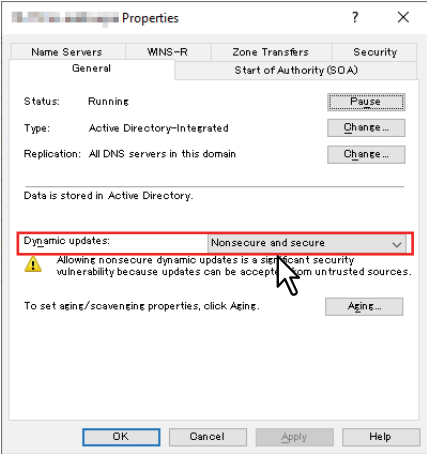 Properties
Name Servers WINS-R Zone Transfers Security
General Start of Authority (SOA)
Status: Running Pause
Type: Active Directory-Integrated Change...
Replication: All DNS servers in this domain Change...
Data is stored in Active Directory.
Dynamic updates: Nonsecure and secure
Allowing nonsecure dynamic updates is a significant security
vulnerability because updates can be accepted from untrusted sources.
To set aging/scavenging properties, click Aging. Aging...
OK Cancel Apply Help